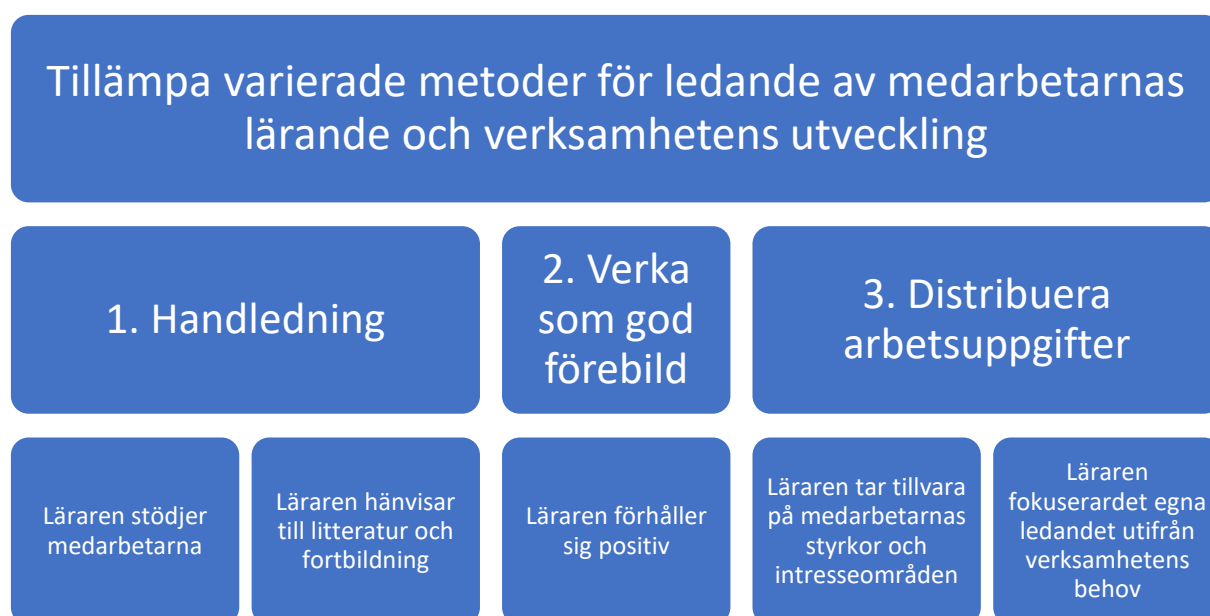 Tillämpa varierade metoder för ledande av medarbetarnas
lärande och verksamhetens utveckling
1. Handledning
2. Verka
som god
förebild
3. Distribuera
arbetsuppgifter
Läraren stödjer
medarbetarna
Läraren hänvisar
till litteratur och
fortbildning
Läraren förhåller
sig positiv
Läraren tar tillvara
på medarbetarnas
styrkor och
intresseområden
Läraren
fokuserardet egna
ledandet utifrån
verksamhetens
behov